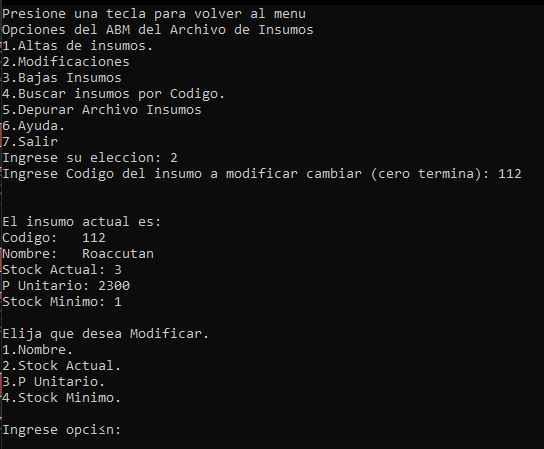 Presione una tecla para volver al menu
Opciones del ABM del Archivo de Insumos
1.Altas de insumos.
2.Modificaciones
3.Bajas Insumos
4.Buscar insumos por Codigo.
5.Depurar Archivo Insumos
6.Ayuda.
7.Salir
Ingrese su eleccion: 2
Ingrese Codigo del insumo a modificar cambiar (cero termina): 112
El insumo actual es:
Codigo:   112
Nombre:   Roaccutan
Stock Actual: 3
P Unitario: 2300
Stock Minimo: 1
Elija que desea Modificar.
1.Nombre.
2.Stock Actual.
3.P Unitario.
4.Stock Minimo.
Ingrese opci≤n: